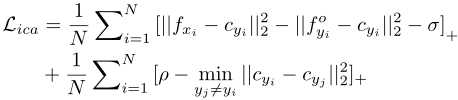 \mathcal{L}_{ica} = \frac{1}{N} \sum_{i=1}^{N} [||f_{x_i} - c_{y_i}||_2^2 - ||f_{y_i}^o - c_{y_i}||_2^2 - \sigma]_+
+ \frac{1}{N} \sum_{i=1}^{N} [\rho - \min_{y_j \neq y_i} ||c_{y_i} - c_{y_j}||_2^2]_+